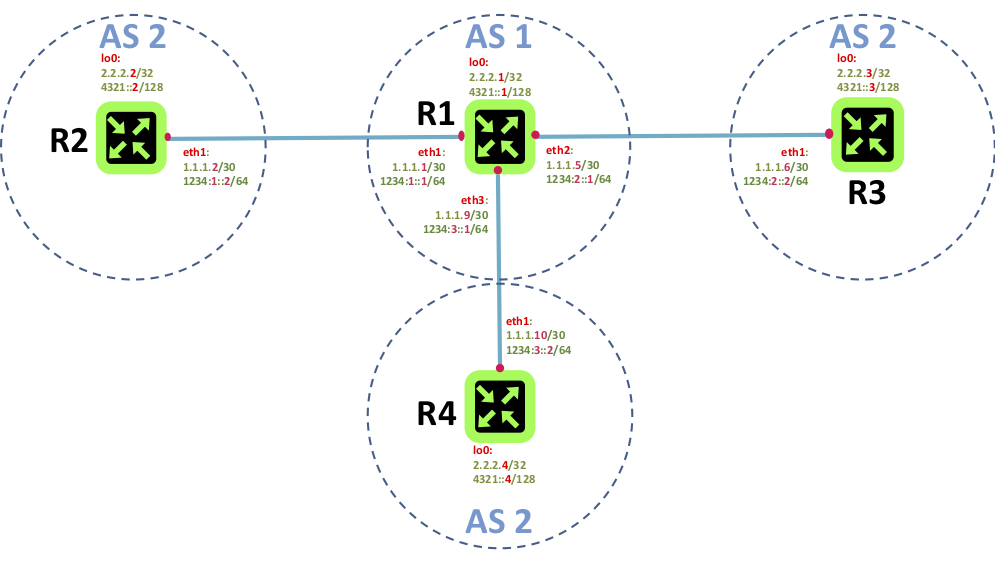 AS 2
lo0:
2.2.2.2/32
4321::2/128
R2
eth1:
1.1.1.2/30
1234:1::2/64
AS 1
lo0:
2.2.2.1/32
4321::1/128
R1
eth1:
1.1.1.1/30
1234:1::1/64
eth2:
1.1.1.5/30
1234:2::1/64
eth3:
1.1.1.9/30
1234:3::1/64
AS 2
lo0:
2.2.2.3/32
4321::3/128
eth1:
1.1.1.6/30
1234:2::2/64
R3
eth1:
1.1.1.10/30
1234:3::2/64
R4
lo0:
2.2.2.4/32
4321::4/128
AS 2